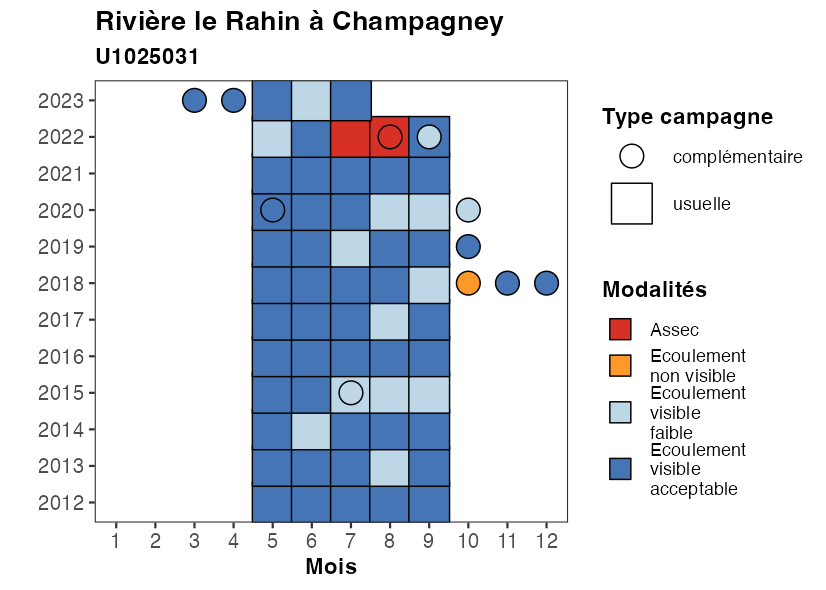 Rivière le Rahin à Champagney
U1025031
2023
2022
2021
2020
2019
2018
2017
2016
2015
2014
2013
2012
1 2 3 4 5 6 7 8 9 10 11 12
Mois
Type campagne
complémentaire
usuelle
Modalités
Assec
Ecoulement
non visible
Ecoulement
visible
faible
Ecoulement
visible
acceptable